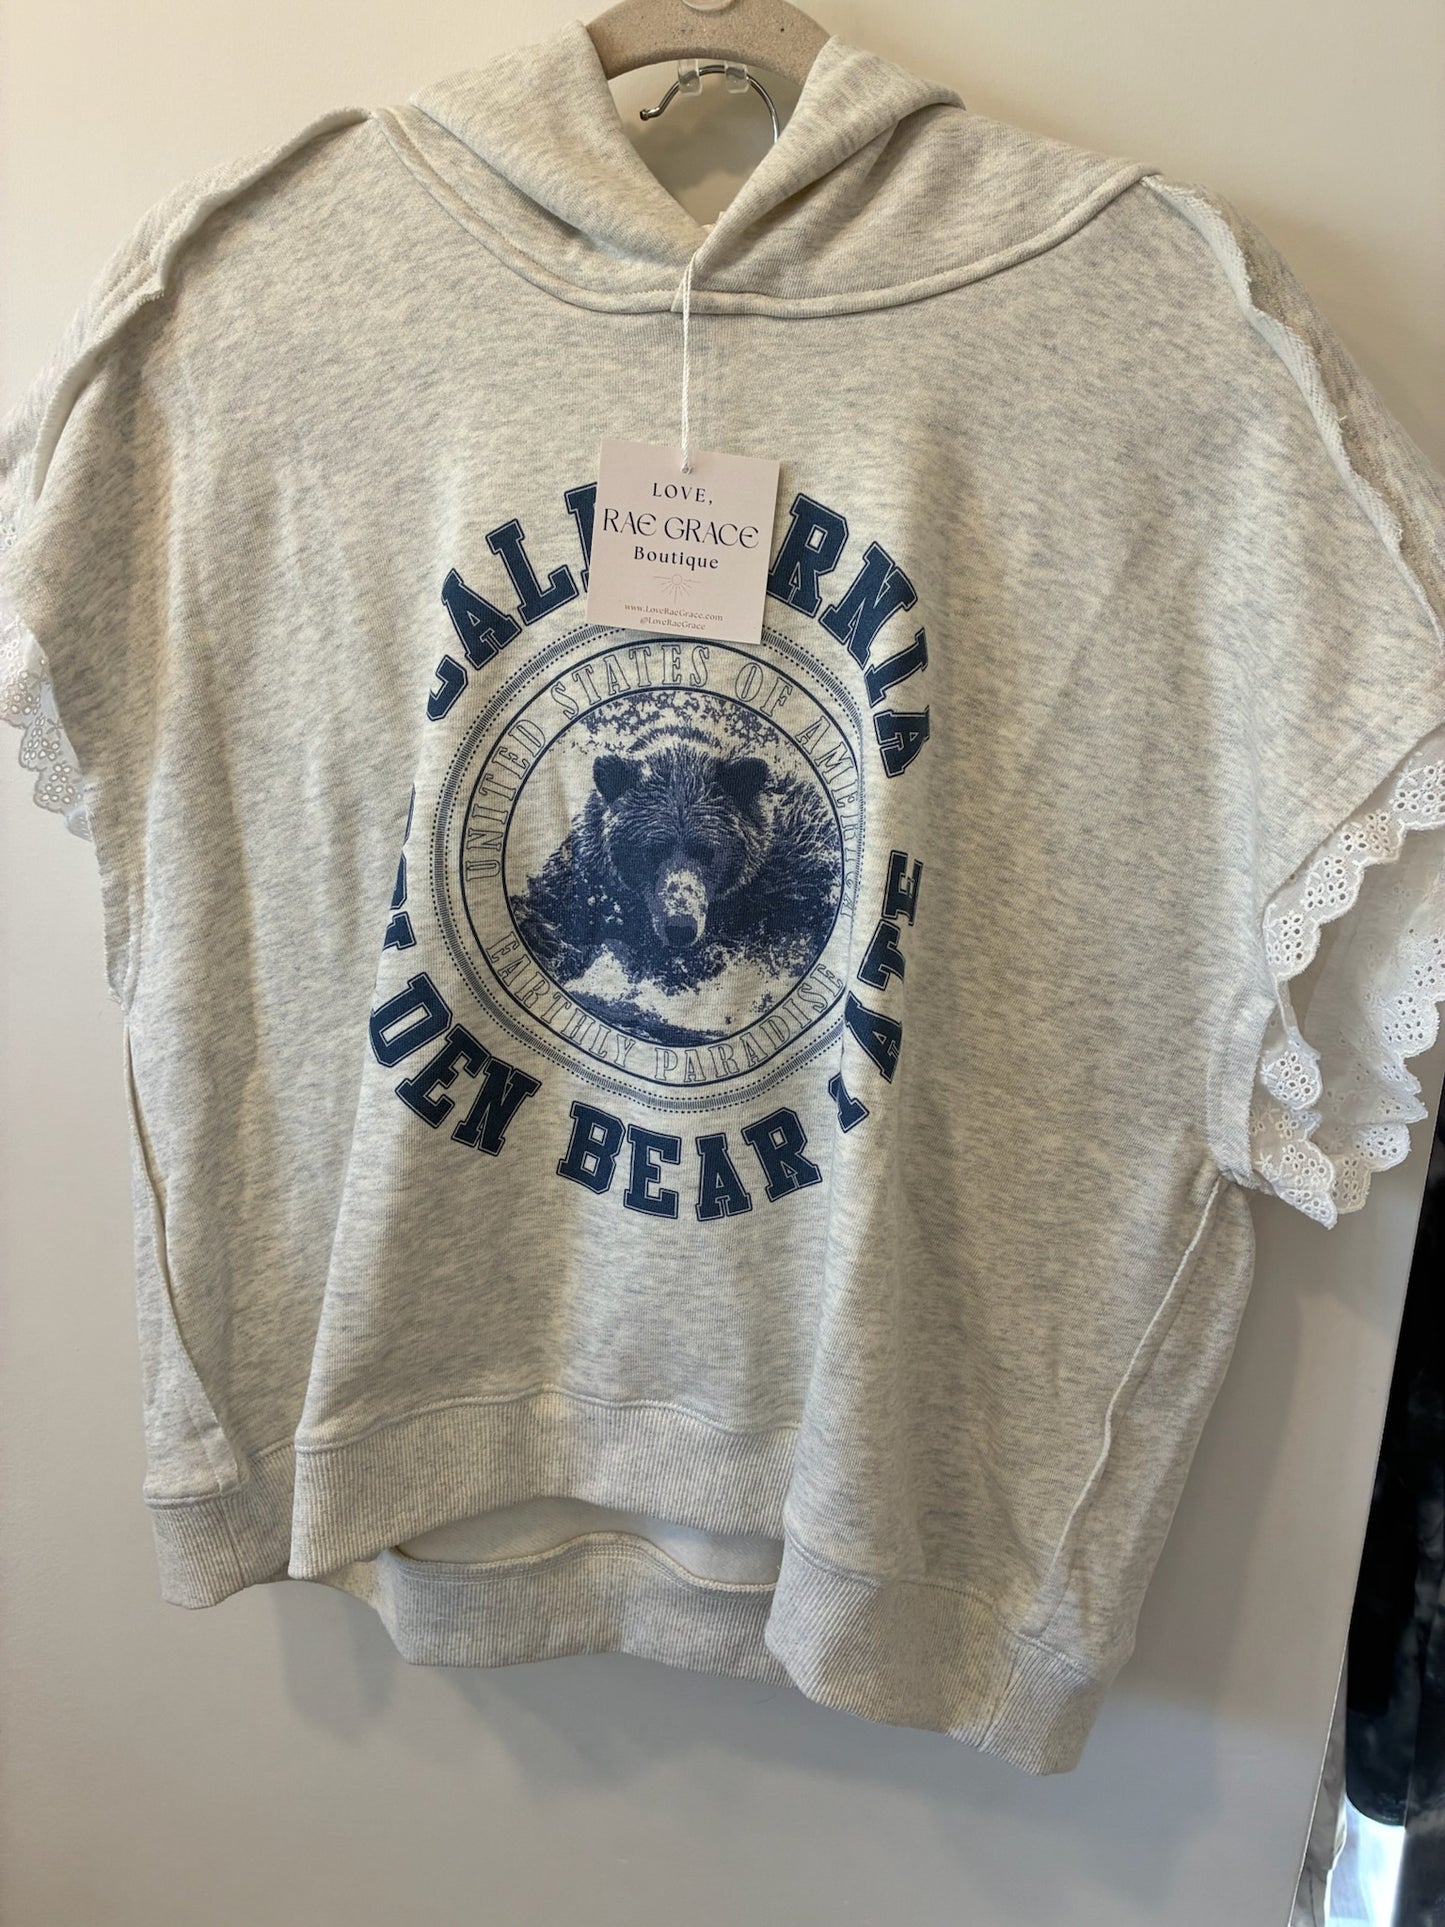 LOVE,
RAE GRACE
Boutique
www.LoveRaeGrace.com
@LoveRaeGrace
UNITED STATES OF AMERICA
EARTHLY PARADISE
BEAR